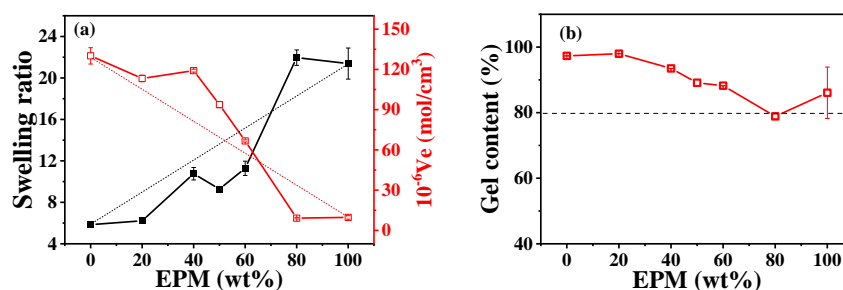 (a)
Swelling ratio
24
20
16
12
8
4
150
120
90
60
30
0
10⁻⁶Ve (mol/cm³)
0 20 40 60 80 100
EPM (wt%)
(b)
Gel content (%)
100
80
60
40
0 20 40 60 80 100
EPM (wt%)